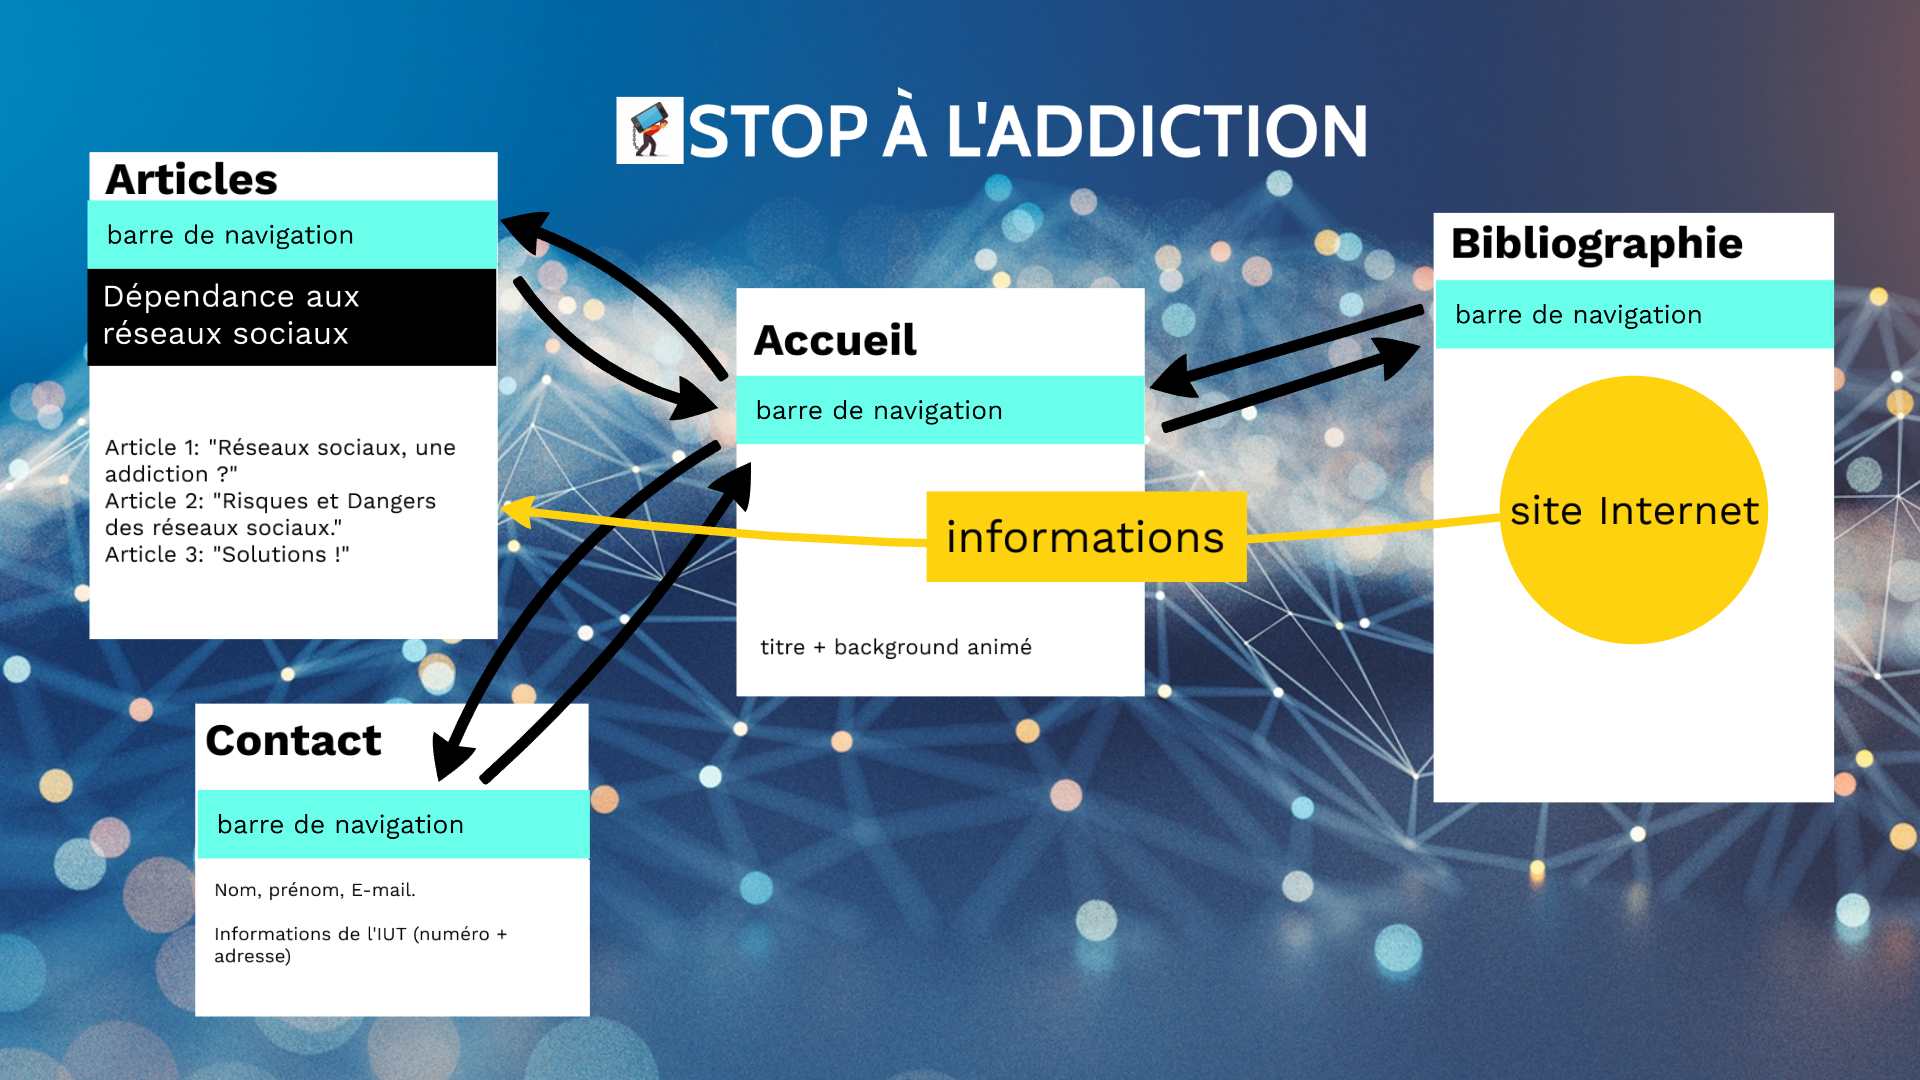 STOP À L'ADDICTION
Articles
barre de navigation
Dépendance aux
réseaux sociaux
Article 1: "Réseaux sociaux, une
addiction ?"
Article 2: "Risques et Dangers
des réseaux sociaux."
Article 3: "Solutions !"
Accueil
barre de navigation
informations
titre + background animé
Bibliographie
barre de navigation
site Internet
Contact
barre de navigation
Nom, prénom, E-mail.
Informations de l'IUT (numéro +
adresse)